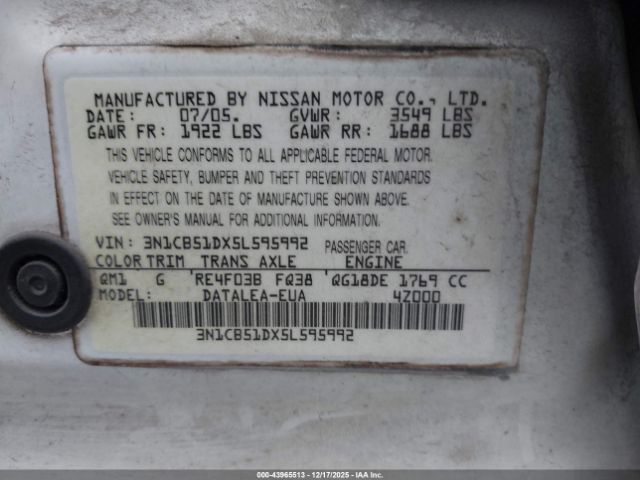 MANUFACTURED BY NISSAN MOTOR CO., LTD.
DATE: 07/05. GVWR: 3549 LBS
GAWR FR: 1922 LBS GAWR RR: 1688 LBS
THIS VEHICLE CONFORMS TO ALL APPLICABLE FEDERAL MOTOR.
VEHICLE SAFETY, BUMPER AND THEFT PREVENTION STANDARDS
IN EFFECT ON THE DATE OF MANUFACTURE SHOWN ABOVE.
SEE OWNER'S MANUAL FOR ADDITIONAL INFORMATION.
VIN: 3N1CB51DX5L595992 PASSENGER CAR
COLOR TRIM TRANS AXLE ENGINE
QM1 G RE4F03B FQ38 QG18DE 1769 CC
MODEL: DATALEA-EUA 4Z000
3N1CB51DX5L595992
000-43965513 - 12/17/2025 - IAAI.COM